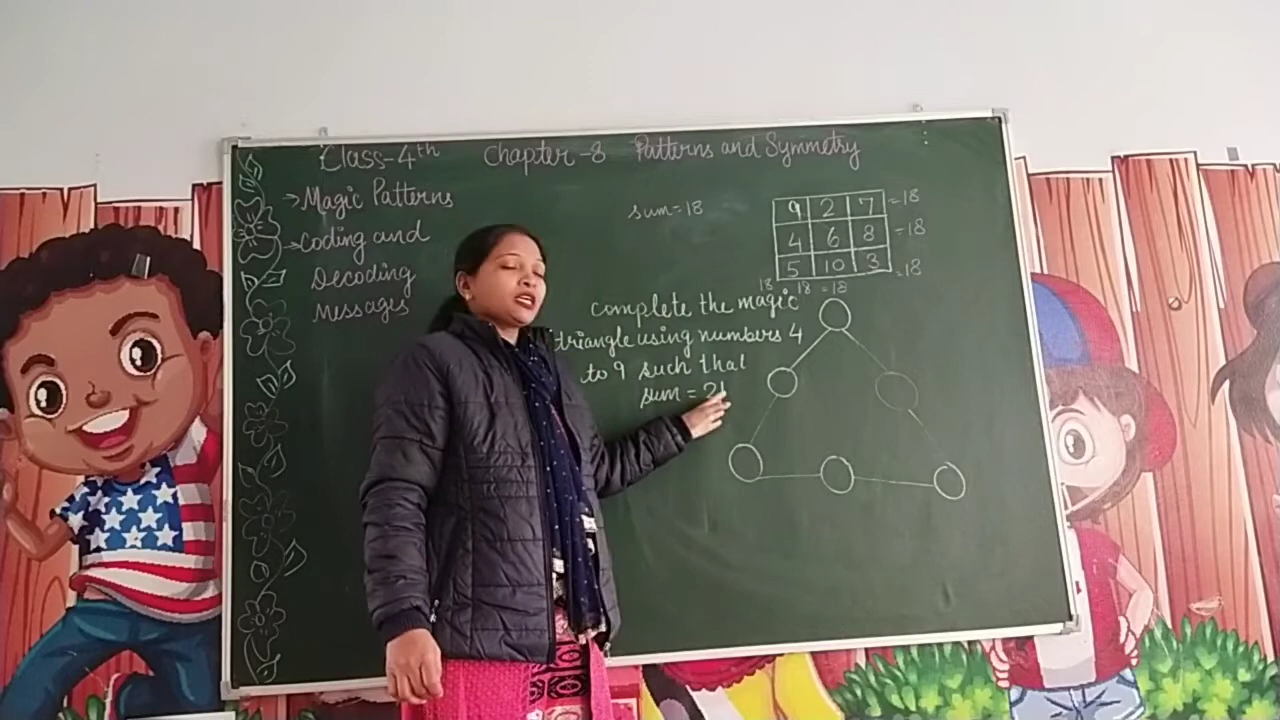 Class-4th Chapter-8 Patterns and Symmetry
→Magic Patterns
→Coding and
Decoding
Messages
sum=18
9 2 7 =18
4 6 8 =18
5 10 3 =18
18 =18 =18
complete the magic
triangle using numbers 4
to 9 such that
sum = 21